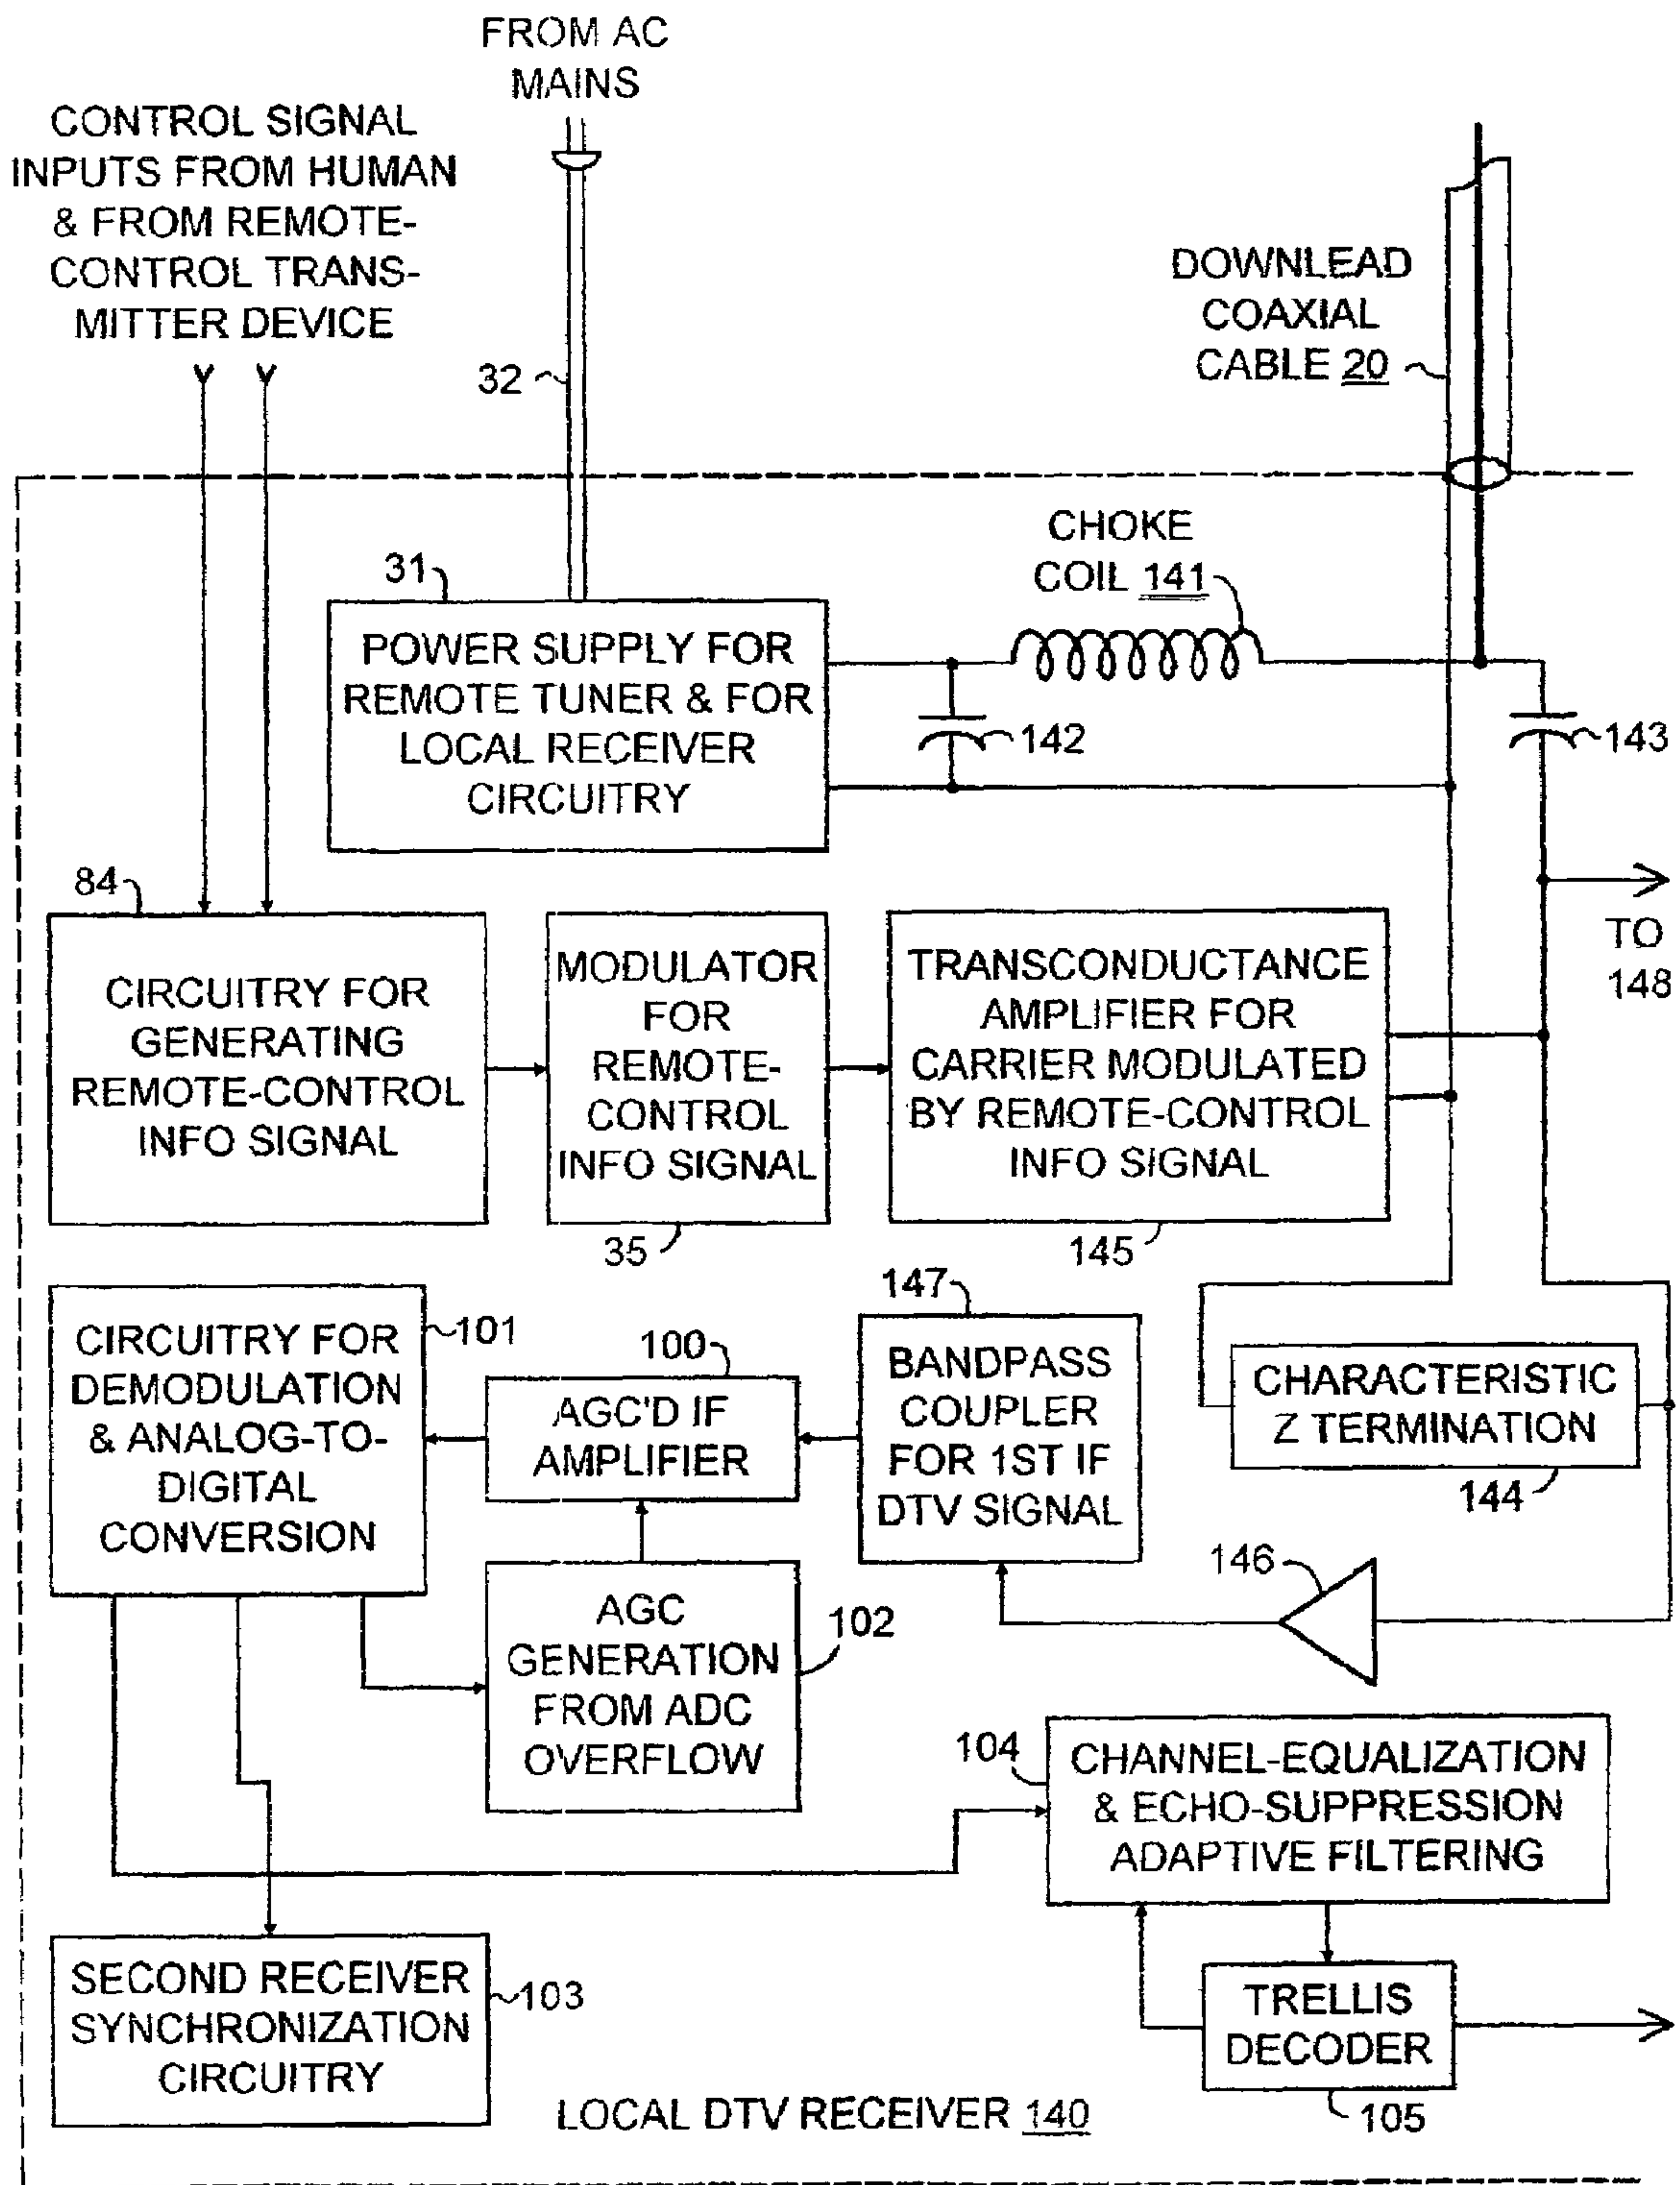 FROM AC
MAINS
CONTROL SIGNAL
INPUTS FROM HUMAN
& FROM REMOTE-
CONTROL TRANS-
MITTER DEVICE
32
DOWNLEAD
COAXIAL
CABLE 20
CHOKE
COIL 141
31
POWER SUPPLY FOR
REMOTE TUNER & FOR
LOCAL RECEIVER
CIRCUITRY
142
143
TO
148
84
CIRCUITRY FOR
GENERATING
REMOTE-CONTROL
INFO SIGNAL
MODULATOR
FOR
REMOTE-
CONTROL
INFO SIGNAL
35
TRANSCONDUCTANCE
AMPLIFIER FOR
CARRIER MODULATED
BY REMOTE-CONTROL
INFO SIGNAL
145
CIRCUITRY FOR
DEMODULATION
& ANALOG-TO-
DIGITAL
CONVERSION
101
100
AGC'D IF
AMPLIFIER
147
BANDPASS
COUPLER
FOR 1ST IF
DTV SIGNAL
CHARACTERISTIC
Z TERMINATION
144
146
AGC
GENERATION
FROM ADC
OVERFLOW
102
104
CHANNEL-EQUALIZATION
& ECHO-SUPPRESSION
ADAPTIVE FILTERING
SECOND RECEIVER
SYNCHRONIZATION
CIRCUITRY
103
TRELLIS
DECODER
105
LOCAL DTV RECEIVER 140